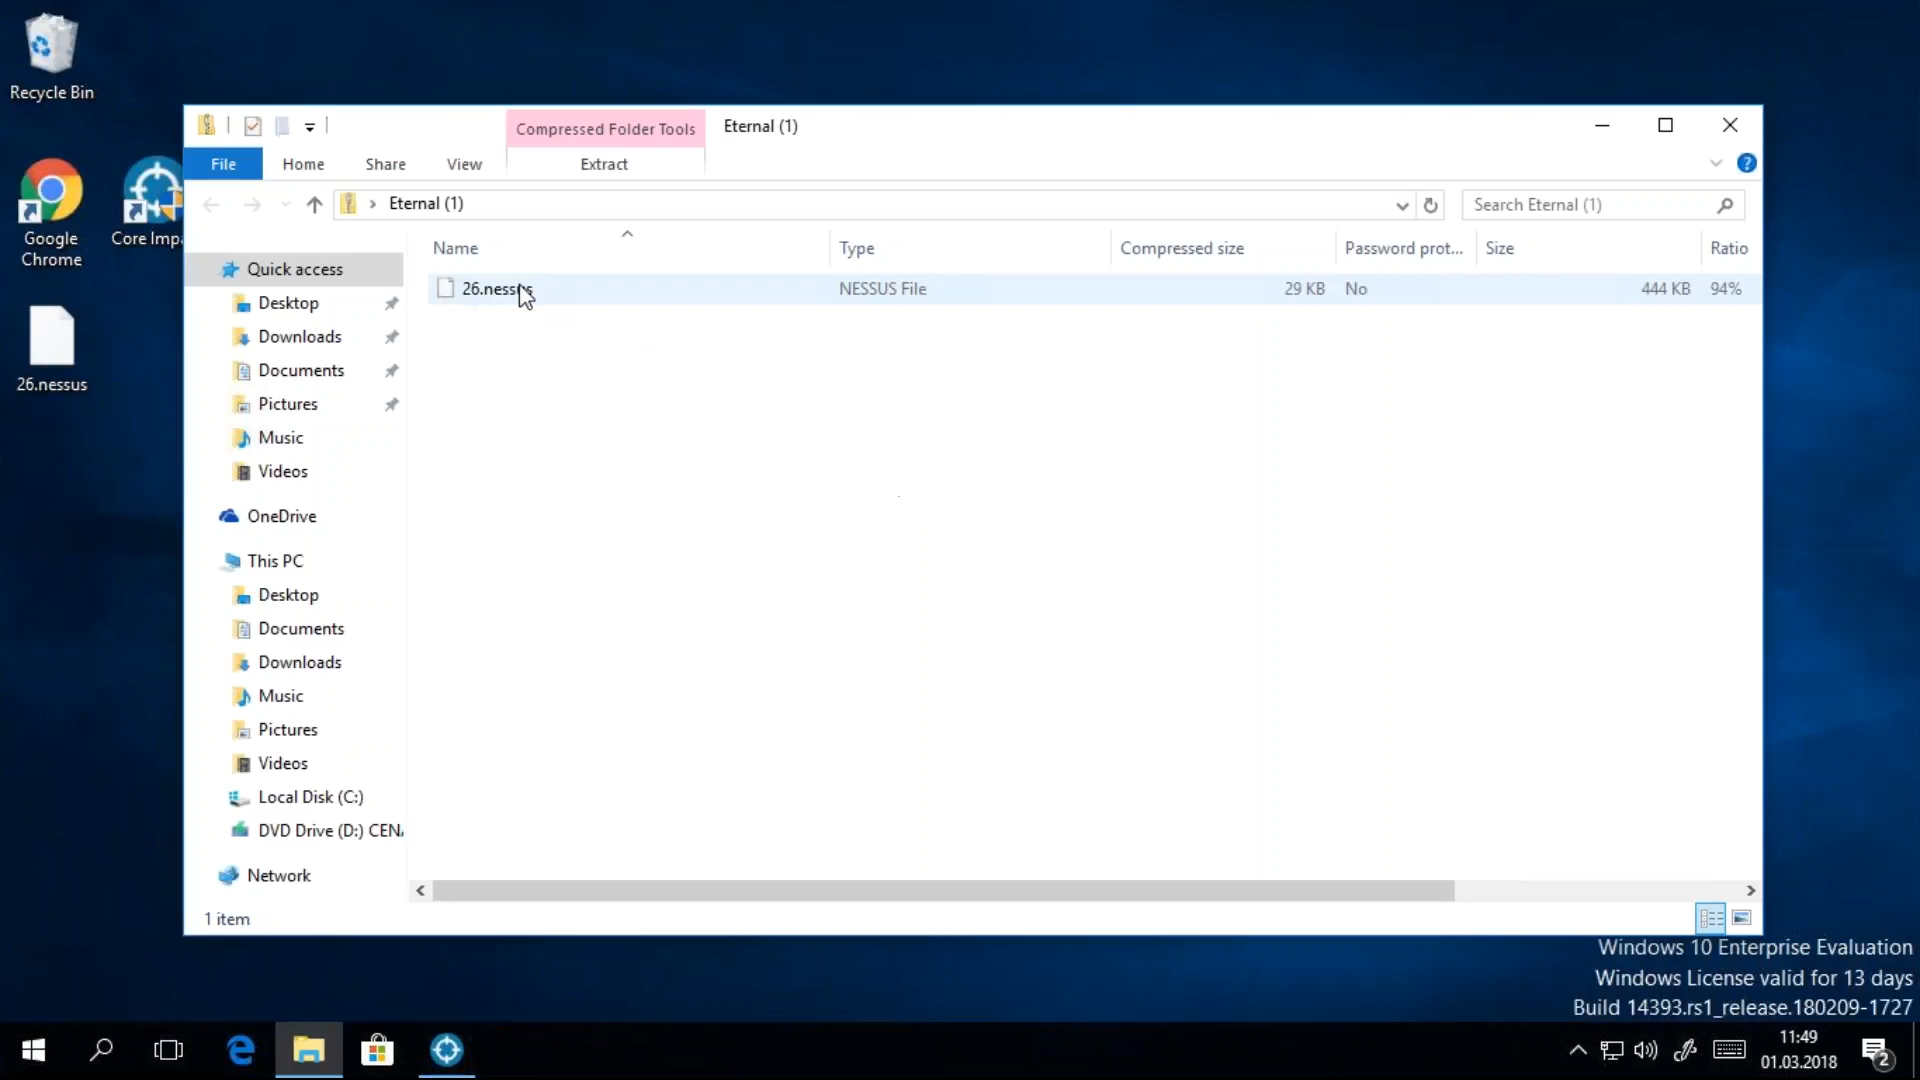 Recycle Bin
Google
Chrome
Core Impa
26.nessus
Compressed Folder Tools
Eternal (1)
File
Home
Share
View
Extract
Eternal (1)
Search Eternal (1)
Name
Type
Compressed size
Password prot...
Size
Ratio
26.nessus
NESSUS File
29 KB
No
444 KB
94%
Quick access
Desktop
Downloads
Documents
Pictures
Music
Videos
OneDrive
This PC
Desktop
Documents
Downloads
Music
Pictures
Videos
Local Disk (C:)
DVD Drive (D:) CENA
Network
1 item
Windows 10 Enterprise Evaluation
Windows License valid for 13 days
Build 14393.rs1_release.180209-1727
11:49
01.03.2018
2